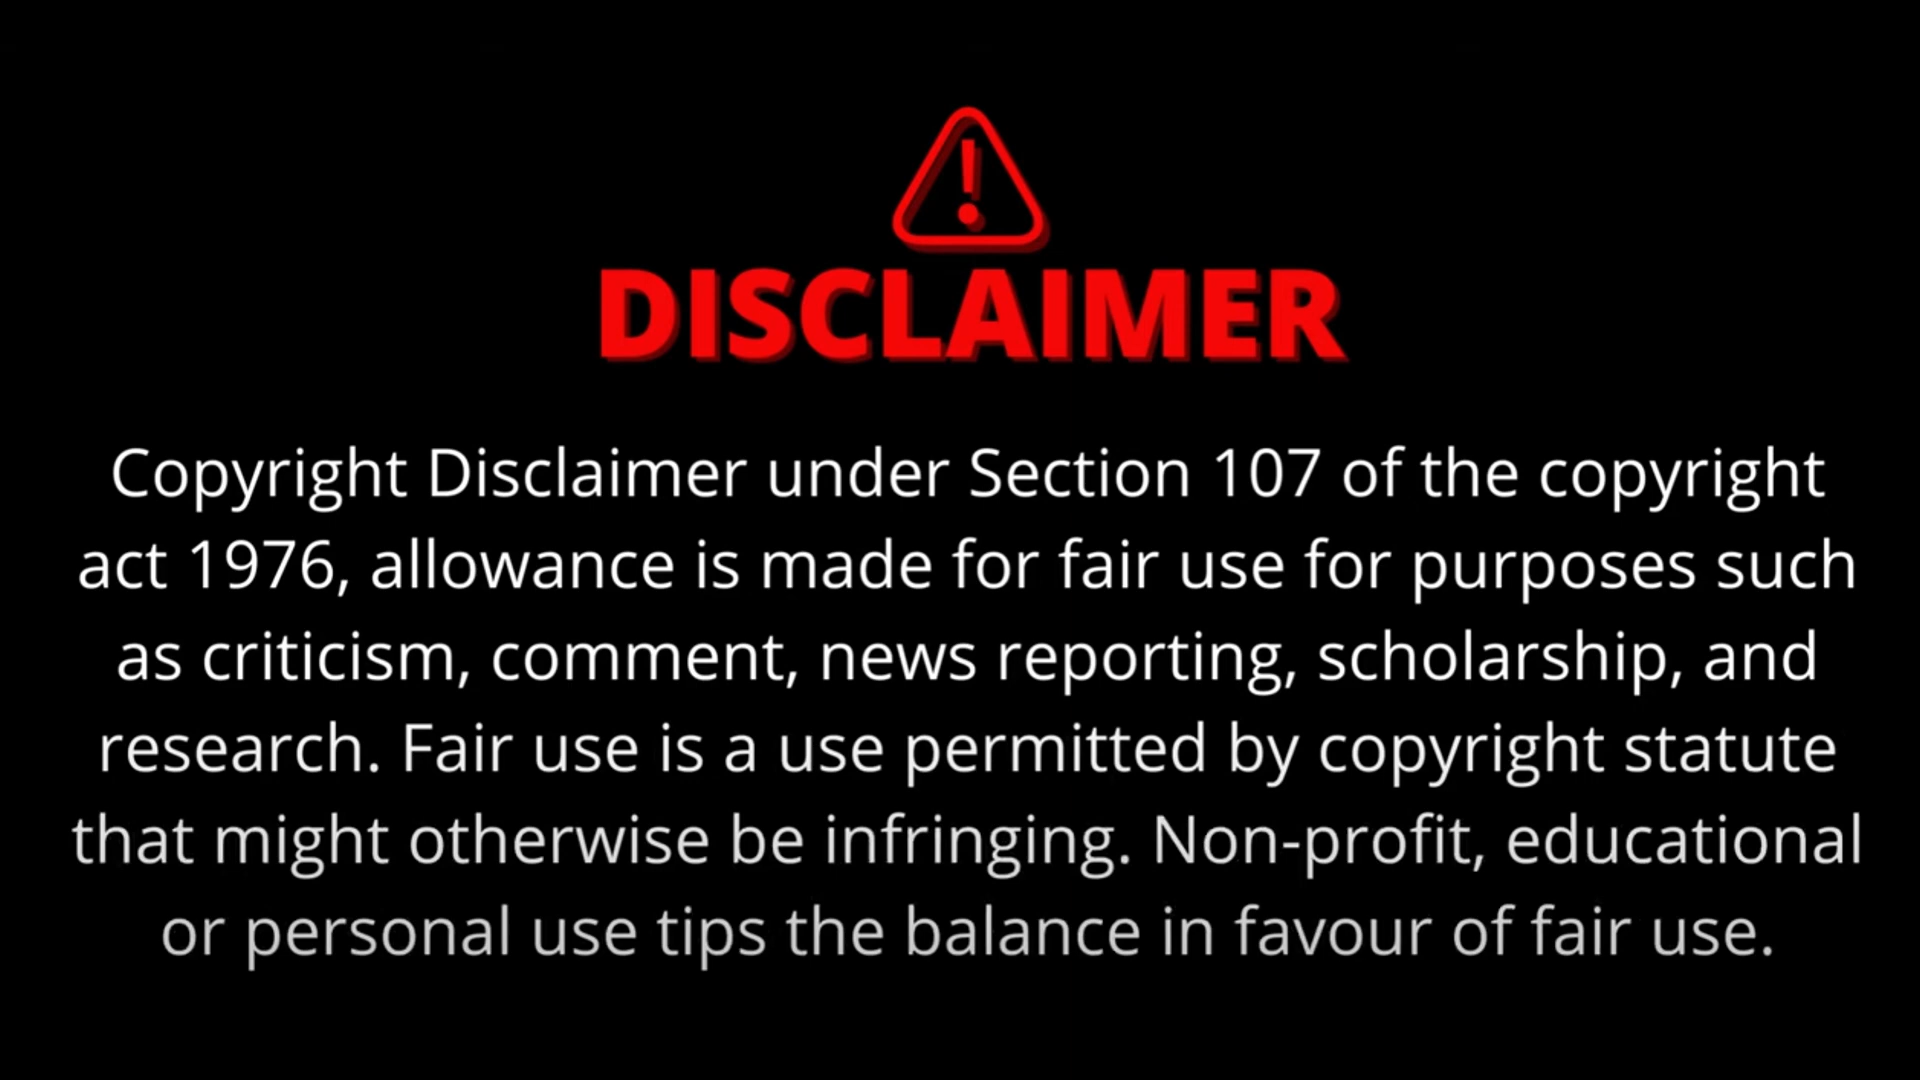 DISCLAIMER
Copyright Disclaimer under Section 107 of the copyright
act 1976, allowance is made for fair use for purposes such
as criticism, comment, news reporting, scholarship, and
research. Fair use is a use permitted by copyright statute
that might otherwise be infringing. Non-profit, educational
or personal use tips the balance in favour of fair use.